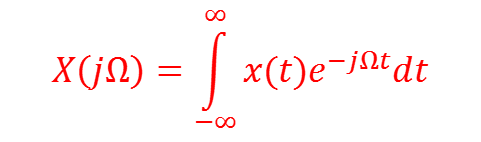 X(jΩ) = ∫_{-∞}^{∞} x(t)e^{-jΩt}dt